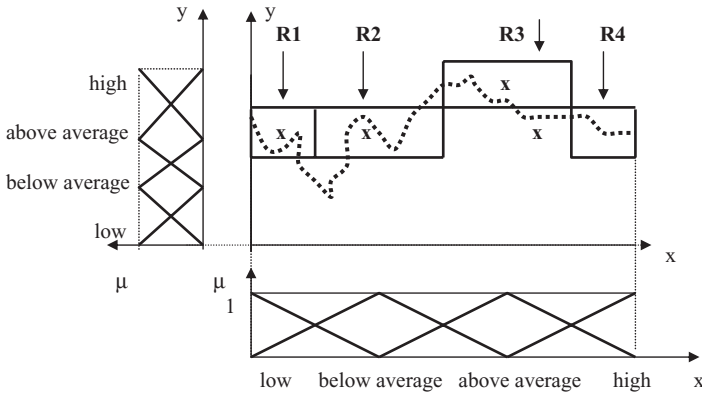 y
y
R1
R2
R3
R4
high
x
x
x
x
above average
below average
low
x
μ
μ
1
low
below average
above average
high
x